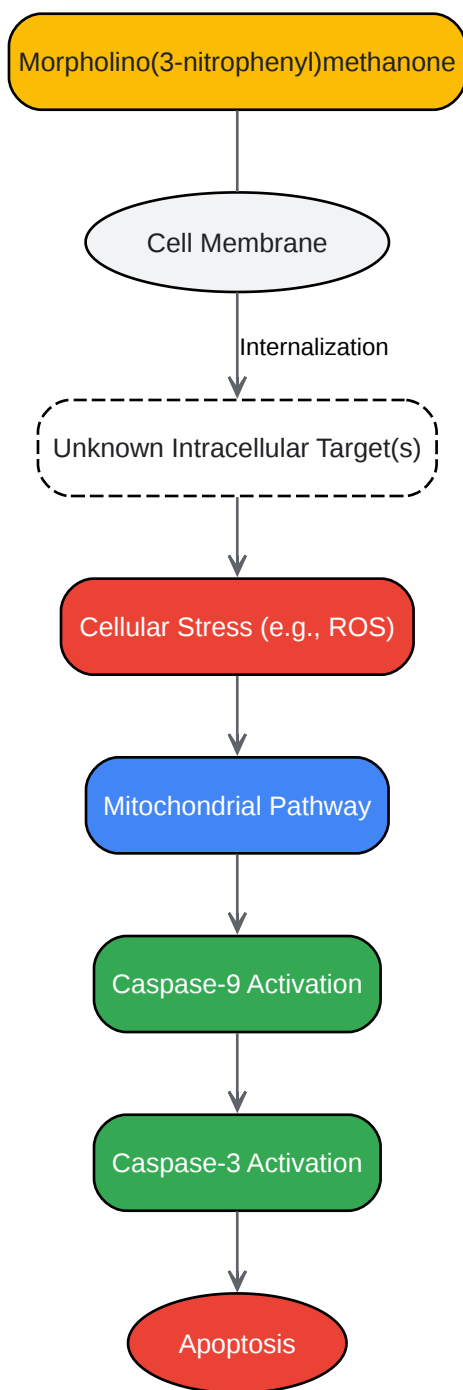 Morpholino(3-nitrophenyl)methanone
Cell Membrane
Internalization
Unknown Intracellular Target(s)
Cellular Stress (e.g., ROS)
Mitochondrial Pathway
Caspase-9 Activation
Caspase-3 Activation
Apoptosis